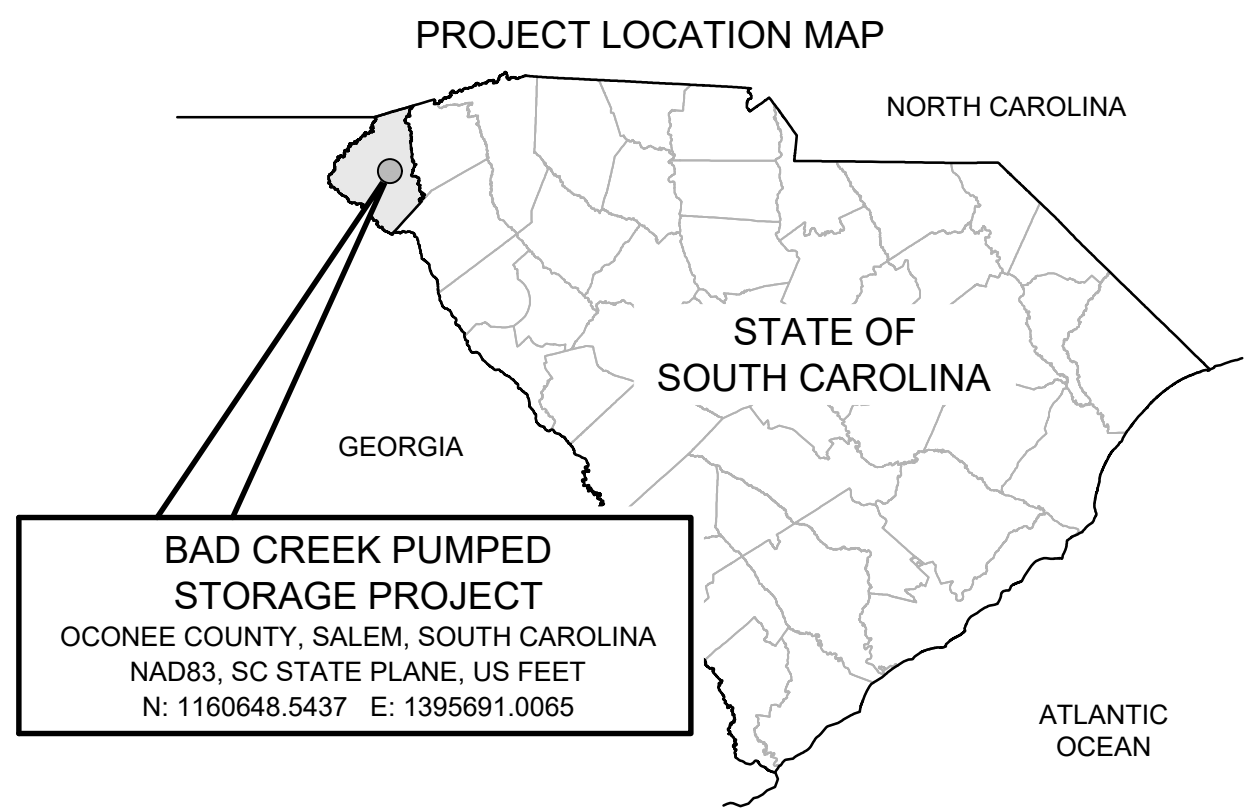 PROJECT LOCATION MAP
NORTH CAROLINA
STATE OF
SOUTH CAROLINA
GEORGIA
BAD CREEK PUMPED
STORAGE PROJECT
OCONEE COUNTY, SALEM, SOUTH CAROLINA
NAD83, SC STATE PLANE, US FEET
N: 1160648.5437 E: 1395691.0065
ATLANTIC
OCEAN